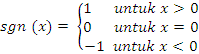 sgn (x) = { 1 untuk x > 0
0 untuk x = 0
−1 untuk x < 0